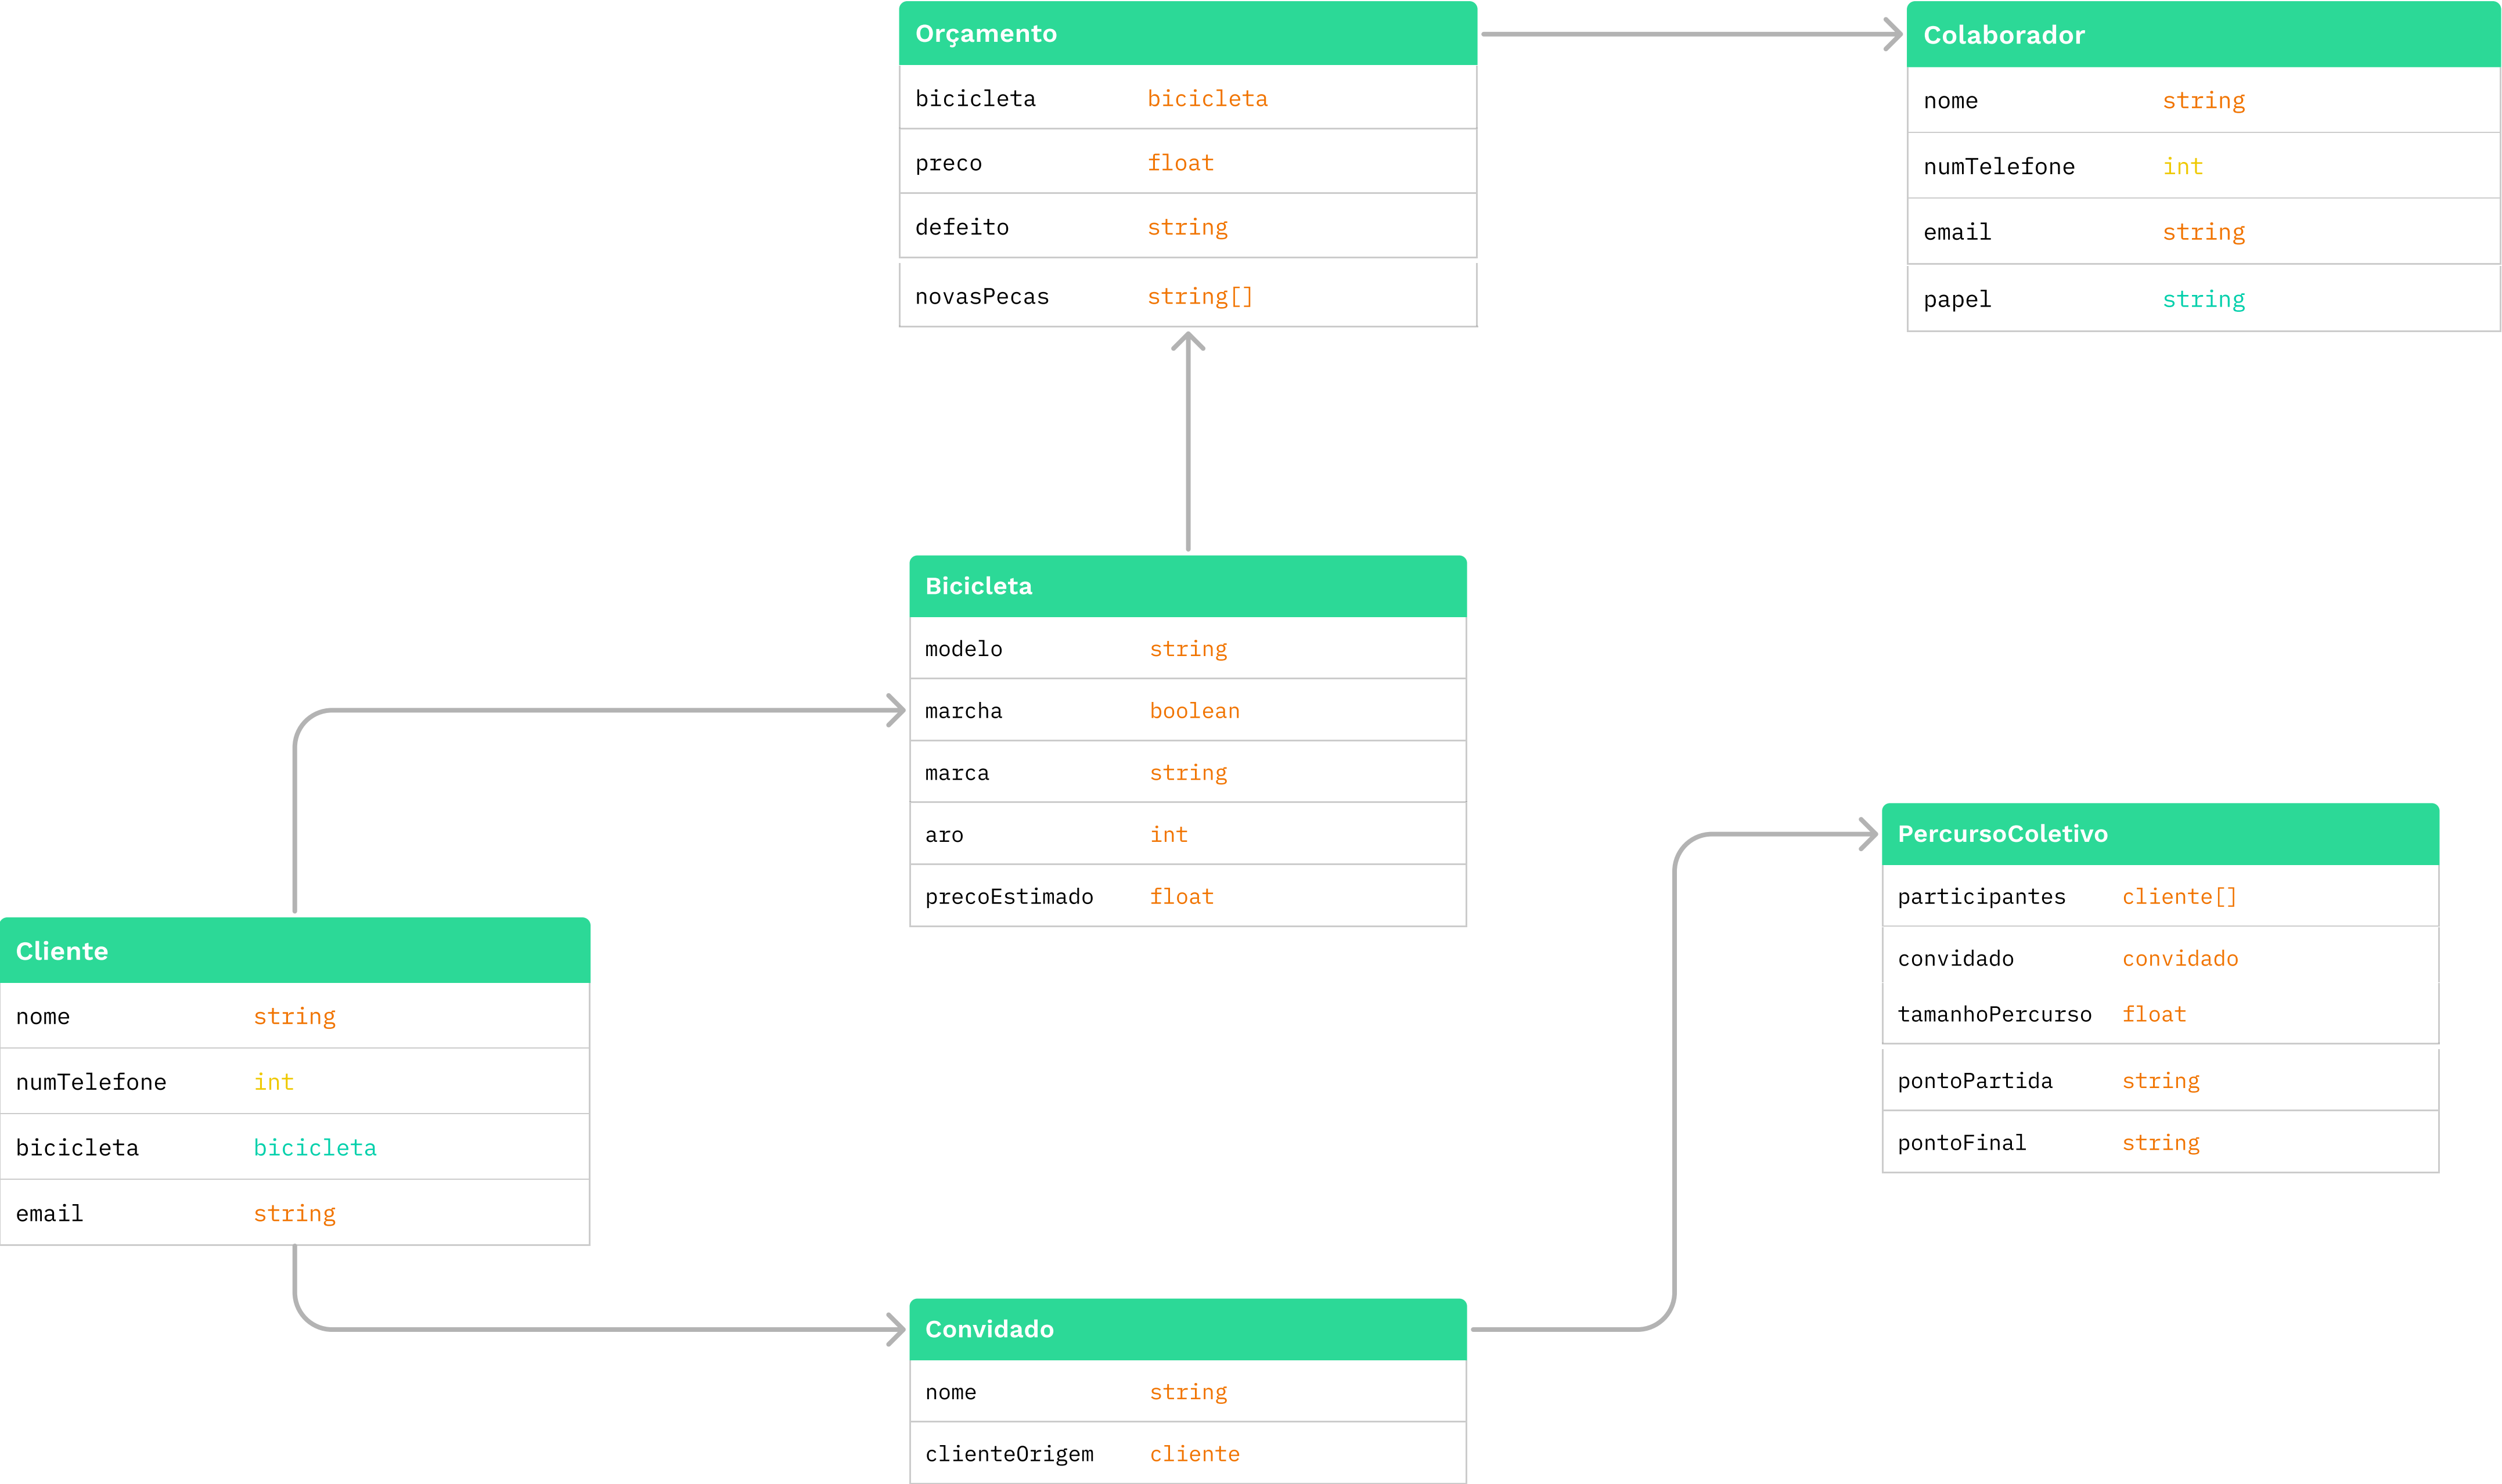 Orçamento
bicicleta bicicleta
preco float
defeito string
novasPecas string[]
Colaborador
nome string
numTelefone int
email string
papel string
Bicicleta
modelo string
marcha boolean
marca string
aro int
precoEstimado float
Cliente
nome string
numTelefone int
bicicleta bicicleta
email string
PercursoColetivo
participantes cliente[]
convidado convidado
tamanhoPercurso float
pontoPartida string
pontoFinal string
Convidado
nome string
clienteOrigem cliente